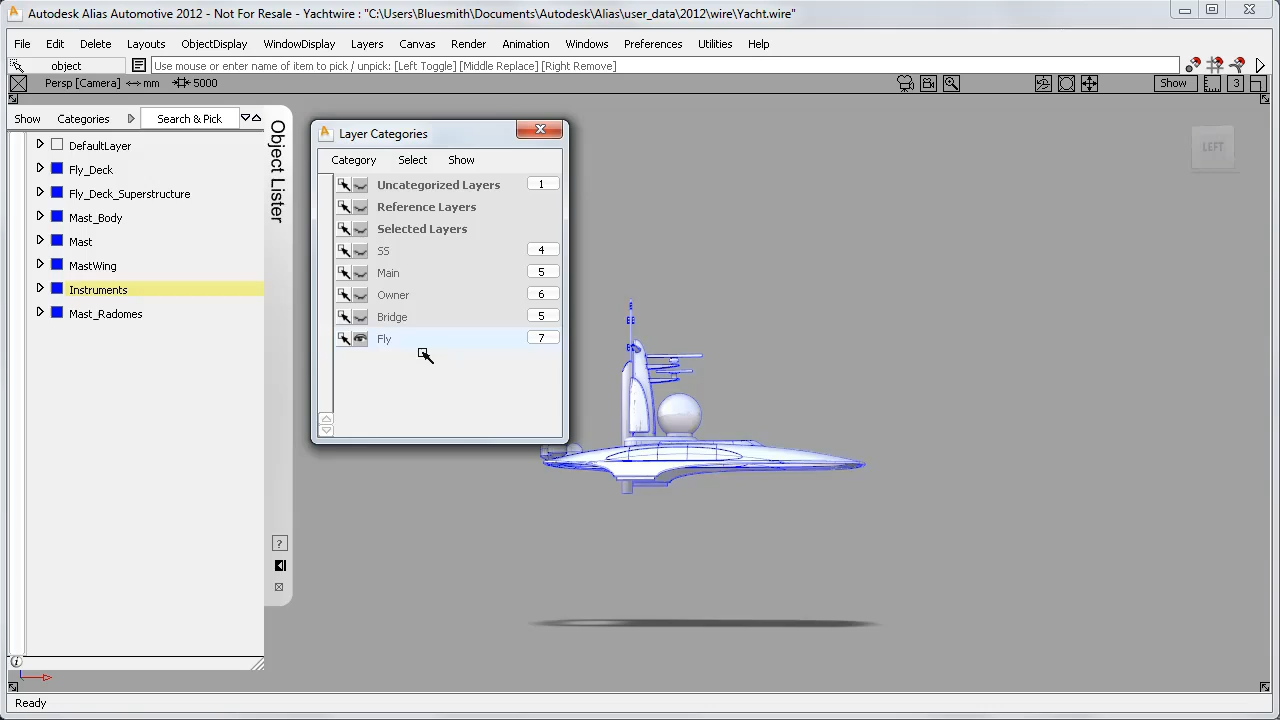 Autodesk Alias Automotive 2012 - Not For Resale - Yachtwire : "C:\Users\Bluesmith\Documents\Autodesk\Alias\user_data\2012\wire\Yacht.wire"
File Edit Delete Layouts ObjectDisplay WindowDisplay Layers Canvas Render Animation Windows Preferences Utilities Help
object Use mouse or enter name of item to pick / unpick: [Left Toggle] [Middle Replace] [Right Remove]
Persp [Camera] mm 5000 Show 3
Show Categories Search & Pick
Object Lister
DefaultLayer
Fly_Deck
Fly_Deck_Superstructure
Mast_Body
Mast
MastWing
Instruments
Mast_Radomes
?
Layer Categories
Category Select Show
Uncategorized Layers 1
Reference Layers
Selected Layers
SS 4
Main 5
Owner 6
Bridge 5
Fly 7
LEFT
Ready